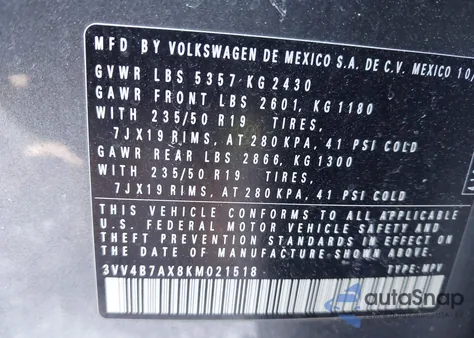 MFD BY VOLKSWAGEN DE MEXICO S.A. DE C.V. MEXICO 10/
GVWR LBS 5357 KG 2430
GAWR FRONT LBS 2601, KG 1180
WITH 235/50 R19 TIRES,
7JX19 RIMS, AT 280 KPA, 41 PSI COLD
GAWR REAR LBS 2866, KG 1300
WITH 235/50 R19 TIRES,
7JX19 RIMS, AT 280 KPA, 41 PSI COLD
THIS VEHICLE CONFORMS TO ALL APPLICABLE
U.S. FEDERAL MOTOR VEHICLE SAFETY AND
THEFT PREVENTION STANDARDS IN EFFECT ON
THE DATE OF MANUFACTURE SHOWN ABOVE.
3VV4B7AX8KM021518 TYPE: MPV
autoSnap